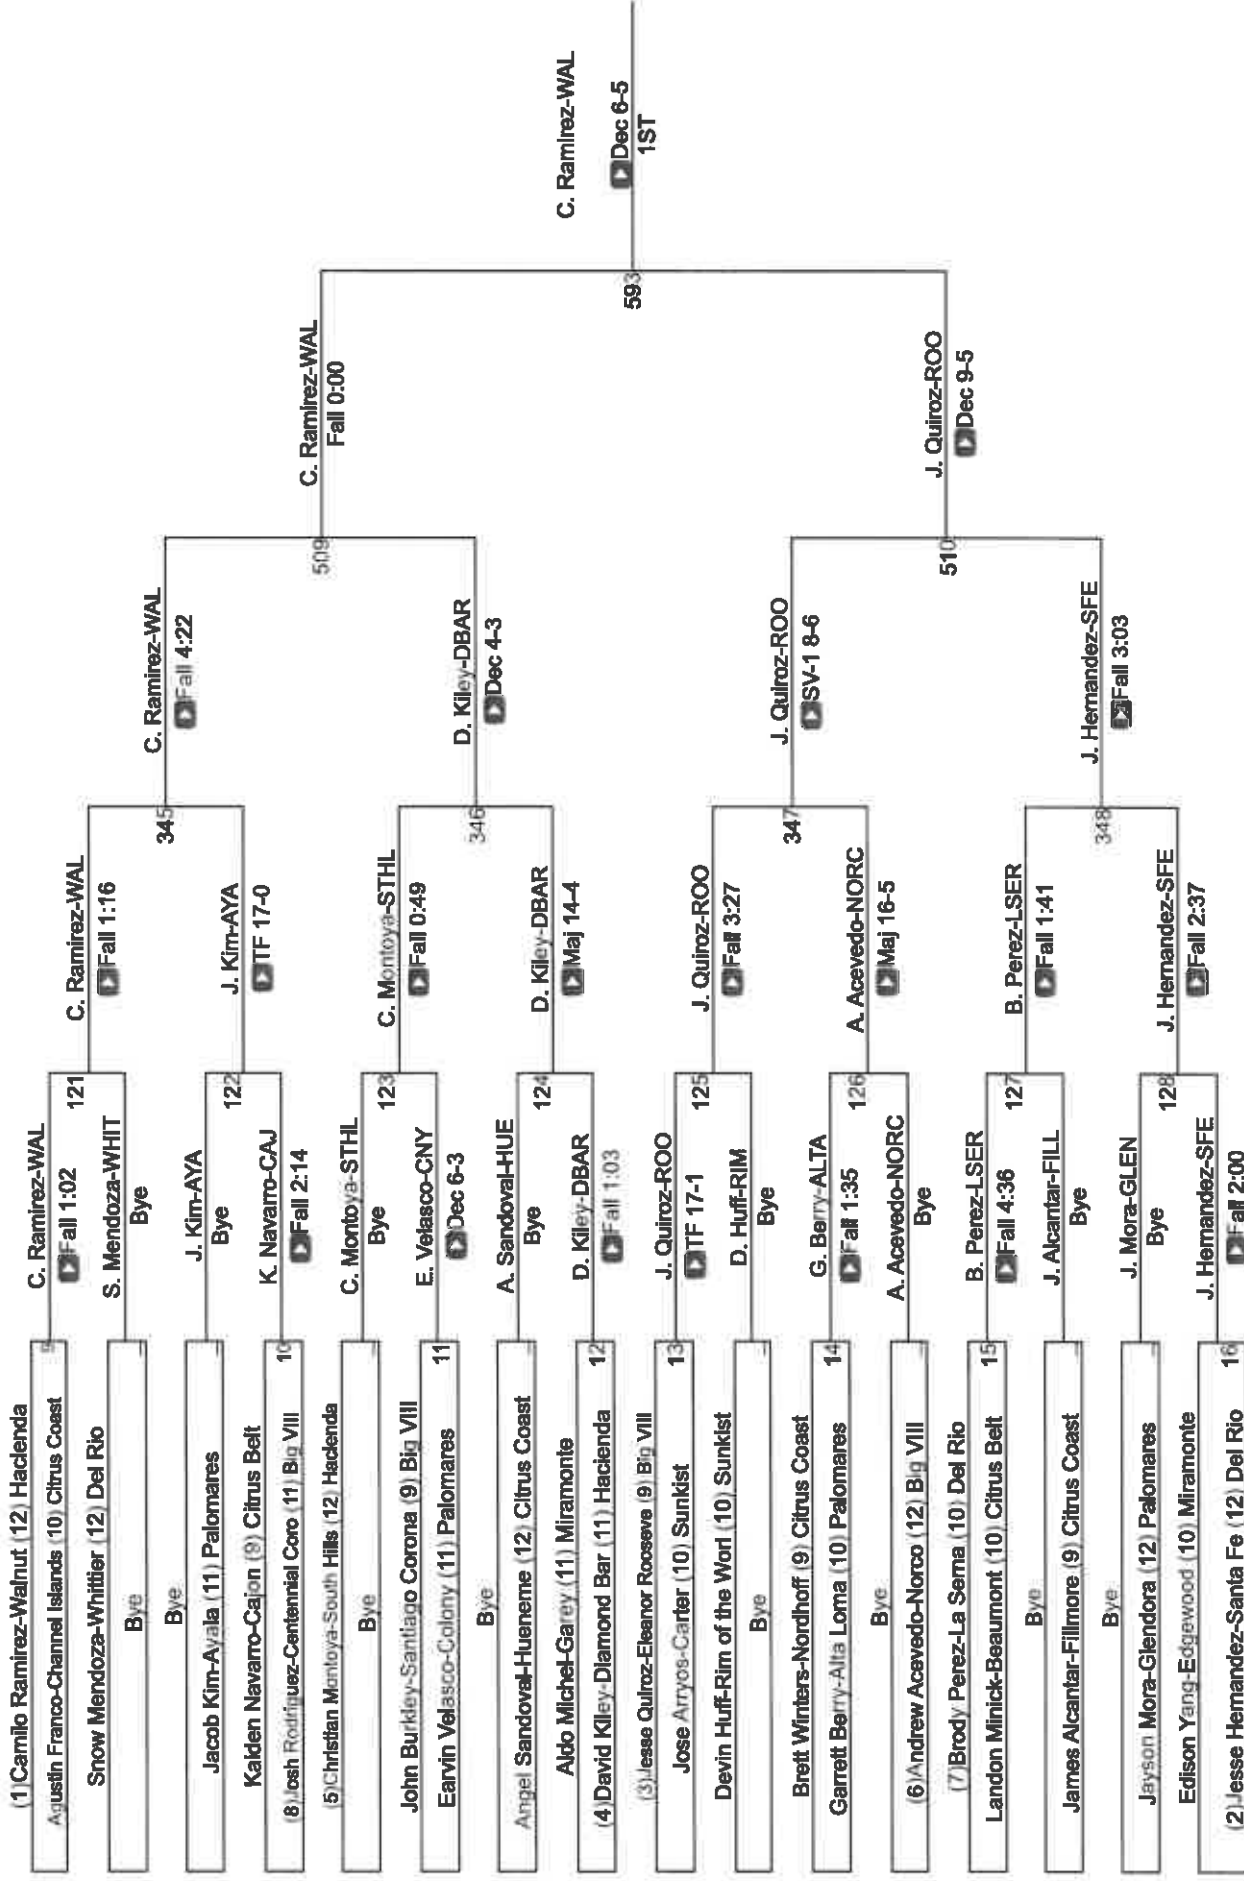 (1)Camilo Ramirez-Walnut (12) Hacienda
9
Agustin Franco-Channel Islands (10) Citrus Coast
Snow Mendoza-Whittier (12) Del Rio
Bye
Bye
Jacob Kim-Ayala (11) Palomares
Kaiden Navarro-Cajon (9) Citrus Belt
10
(8)Josh Rodriguez-Centennial Coro (11) Big VIII
(5)Christian Montoya-South Hills (12) Hacienda
Bye
John Burkley-Santiago Corona (9) Big VIII
11
Earvin Velasco-Colony (11) Palomares
Bye
Angel Sandoval-Hueneme (12) Citrus Coast
Aldo Michel-Garey (11) Miramonte
12
(4)David Kiley-Diamond Bar (11) Hacienda
(3)Jesse Quiroz-Eleanor Rooseve (9) Big VIII
13
Jose Arryos-Carter (10) Sunkist
Devin Huff-Rim of the Worl (10) Sunkist
Bye
Brett Winters-Nordhoff (9) Citrus Coast
14
Garrett Berry-Alta Loma (10) Palomares
Bye
(6)Andrew Acevedo-Norco (12) Big VIII
(7)Brody Perez-La Serna (10) Del Rio
15
Landon Minick-Beaumont (10) Citrus Belt
Bye
James Alcantar-Fillmore (9) Citrus Coast
Bye
Jayson Mora-Glendora (12) Palomares
Edison Yang-Edgewood (10) Miramonte
16
(2)Jesse Hernandez-Santa Fe (12) Del Rio
C. Ramirez-WAL
Fall 1:02
121
S. Mendoza-WHIT
Bye
J. Kim-AYA
Bye
122
K. Navarro-CAJ
Fall 2:14
C. Montoya-STHL
Bye
123
E. Velasco-CNY
Dec 6-3
A. Sandoval-HUE
Bye
124
D. Kiley-DBAR
Fall 1:03
J. Quiroz-ROO
TF 17-1
125
D. Huff-RIM
Bye
G. Berry-ALTA
Fall 1:35
126
A. Acevedo-NORC
Bye
B. Perez-LSER
Fall 4:36
127
J. Alcantar-FILL
Bye
J. Mora-GLEN
Bye
128
J. Hernandez-SFE
Fall 2:00
C. Ramirez-WAL
Fall 1:16
345
J. Kim-AYA
TF 17-0
C. Montoya-STHL
Fall 0:49
346
D. Kiley-DBAR
Maj 14-4
J. Quiroz-ROO
Fall 3:27
347
A. Acevedo-NORC
Maj 16-5
B. Perez-LSER
Fall 1:41
348
J. Hernandez-SFE
Fall 2:37
C. Ramirez-WAL
Fall 4:22
509
D. Kiley-DBAR
Dec 4-3
J. Quiroz-ROO
SV-1 8-6
510
J. Hernandez-SFE
Fall 3:03
C. Ramirez-WAL
Fall 0:00
593
J. Quiroz-ROO
Dec 9-5
C. Ramirez-WAL
Dec 6-5
1ST